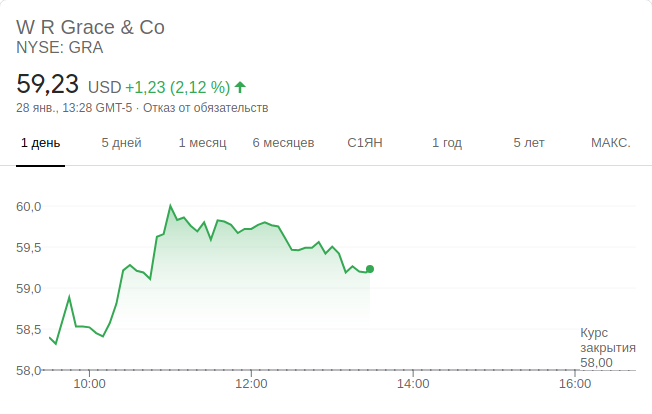 W R Grace & Co
NYSE: GRA
59,23 USD +1,23 (2,12 %)
28 янв., 13:28 GMT-5 · Отказ от обязательств
1 день 5 дней 1 месяц 6 месяцев С1ЯН 1 год 5 лет МАКС.
60,0
59,5
59,0
58,5
Курс
закрытия
58,00
58,0
10:00 12:00 14:00 16:00